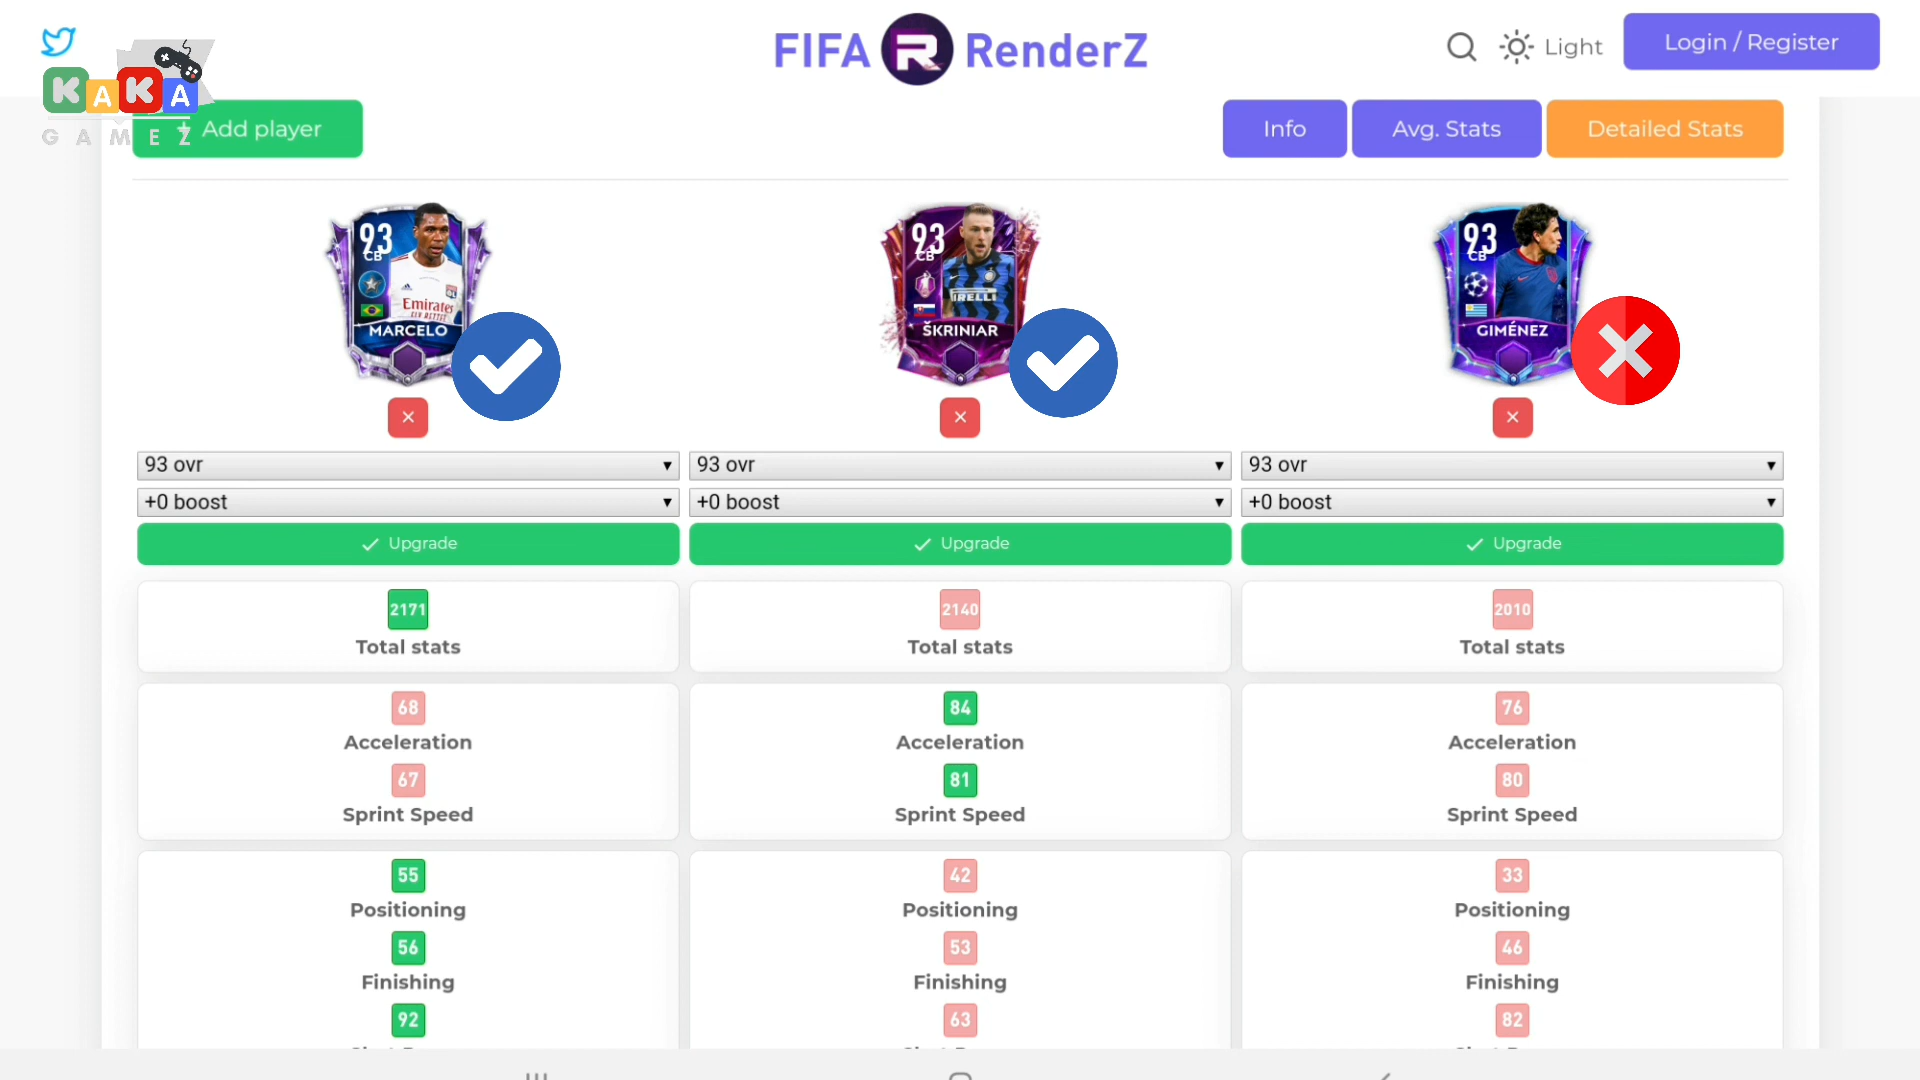 FIFA R RenderZ
Light
Login / Register
KAKA
GAMEZ
+ Add player
Info
Avg. Stats
Detailed Stats
93
CB
Emirates
FLY BETTER
MARCELO
93
CB
PIRELLI
ŠKRINIAR
93
CB
GIMÉNEZ
93 ovr
93 ovr
93 ovr
+0 boost
+0 boost
+0 boost
Upgrade
Upgrade
Upgrade
2171
2140
2010
Total stats
Total stats
Total stats
68
84
76
Acceleration
Acceleration
Acceleration
67
81
80
Sprint Speed
Sprint Speed
Sprint Speed
55
42
33
Positioning
Positioning
Positioning
56
53
46
Finishing
Finishing
Finishing
92
63
82